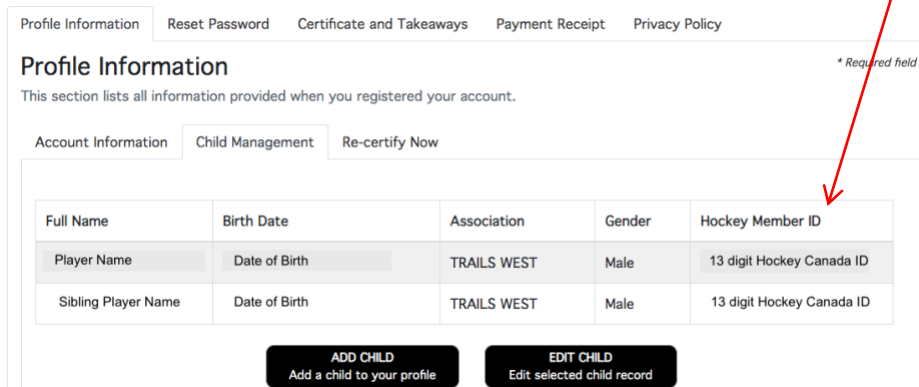 Profile Information Reset Password Certificate and Takeaways Payment Receipt Privacy Policy
Profile Information
* Required field
This section lists all information provided when you registered your account.
Account Information Child Management Re-certify Now
Full Name Birth Date Association Gender Hockey Member ID
Player Name Date of Birth TRAILS WEST Male 13 digit Hockey Canada ID
Sibling Player Name Date of Birth TRAILS WEST Male 13 digit Hockey Canada ID
ADD CHILD EDIT CHILD
Add a child to your profile Edit selected child record